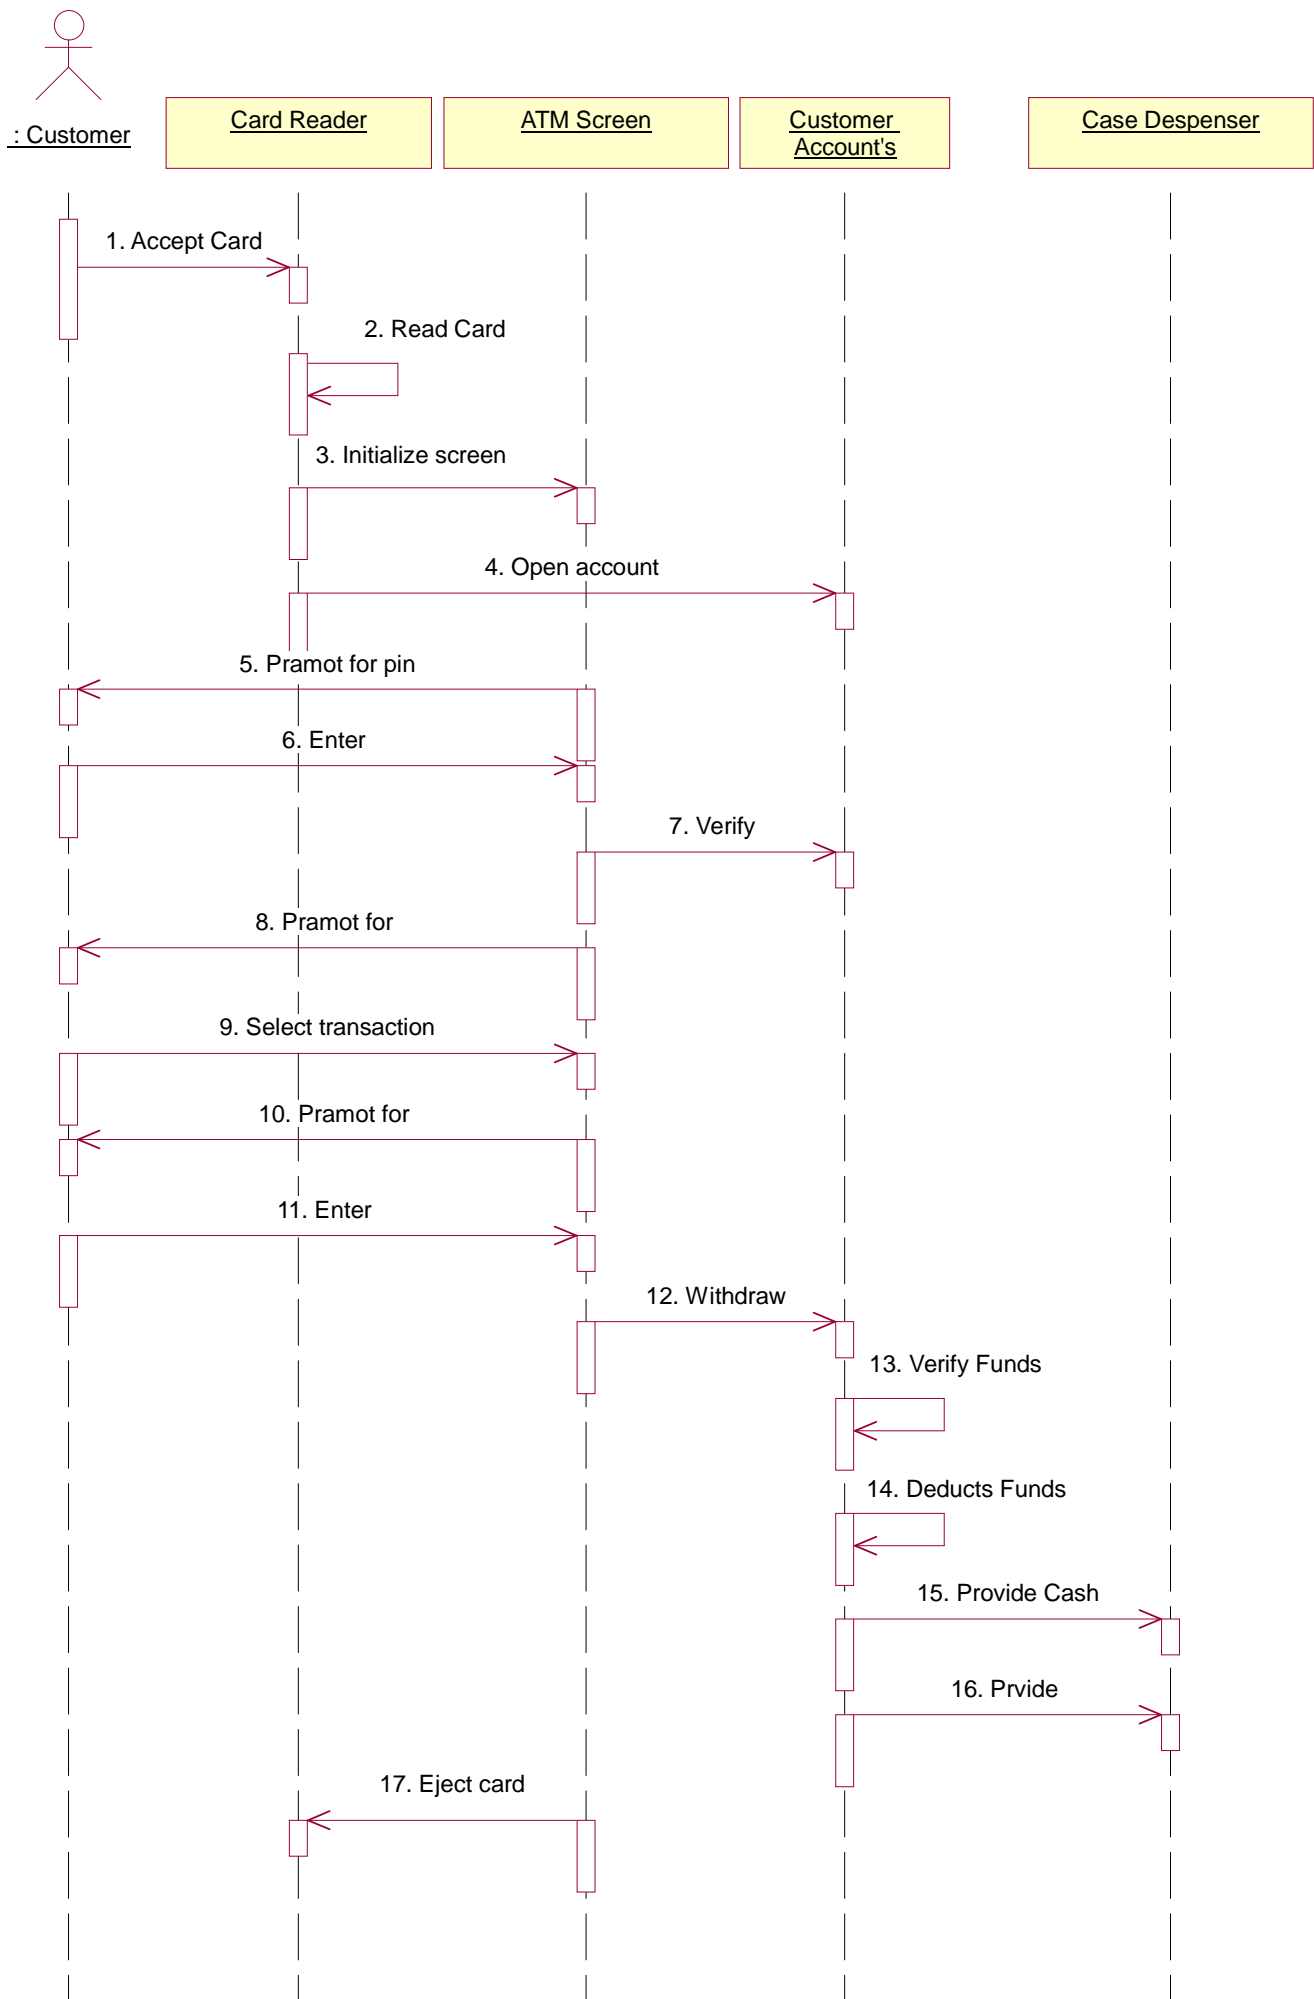 : Customer
Card Reader
ATM Screen
Customer
Account's
Case Despenser
1. Accept Card
2. Read Card
3. Initialize screen
4. Open account
5. Pramot for pin
6. Enter
7. Verify
8. Pramot for
9. Select transaction
10. Pramot for
11. Enter
12. Withdraw
13. Verify Funds
14. Deducts Funds
15. Provide Cash
16. Prvide
17. Eject card